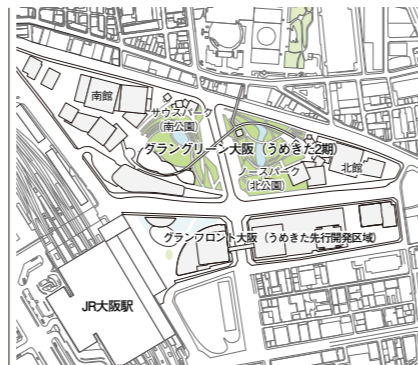 南館
サウスパーク
(南公園)
グラングリーン大阪（うめきた2期）
ノースパーク
(北公園)
北館
グランフロント大阪（うめきた先行開発区域）
JR大阪駅